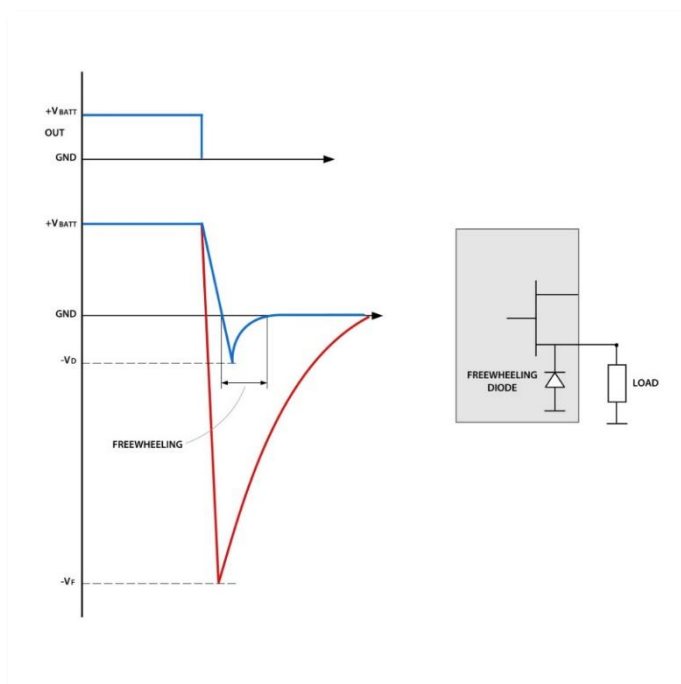 +VBATT
OUT
GND
+VBATT
GND
-VD
FREEWHEELING
-VF
FREEWHEELING
DIODE
LOAD